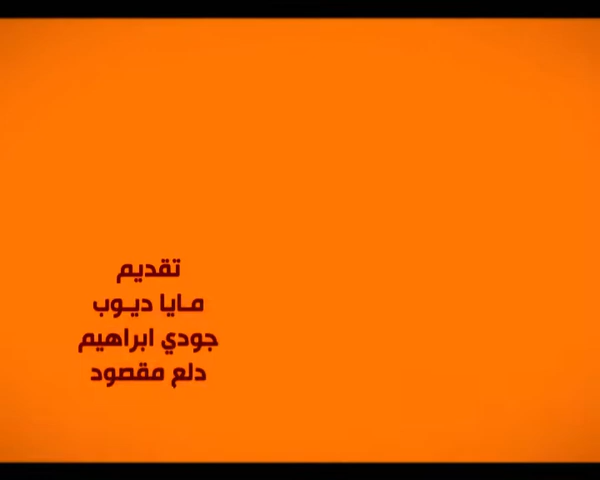 تقديم
مـايا ديـوب
جودي ابراهيم
دلع مقصود